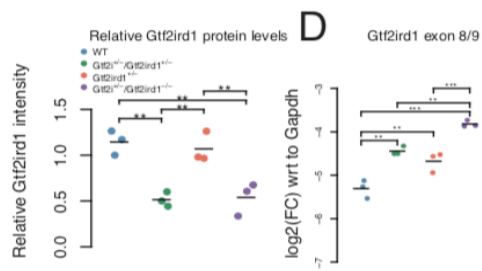 Relative Gtf2ird1 protein levels
WT
Gtf2i⁺/⁻/Gtf2ird1⁺/⁻
Gtf2ird1⁺/⁻
Gtf2i⁺/⁻/Gtf2ird1⁻/⁻
Relative Gtf2ird1 intensity
1.5
1.0
0.5
0.0
**
**
**
**
D
Gtf2ird1 exon 8/9
log2(FC) wrt to Gapdh
−3
−4
−5
−6
−7
***
**
***
**
**